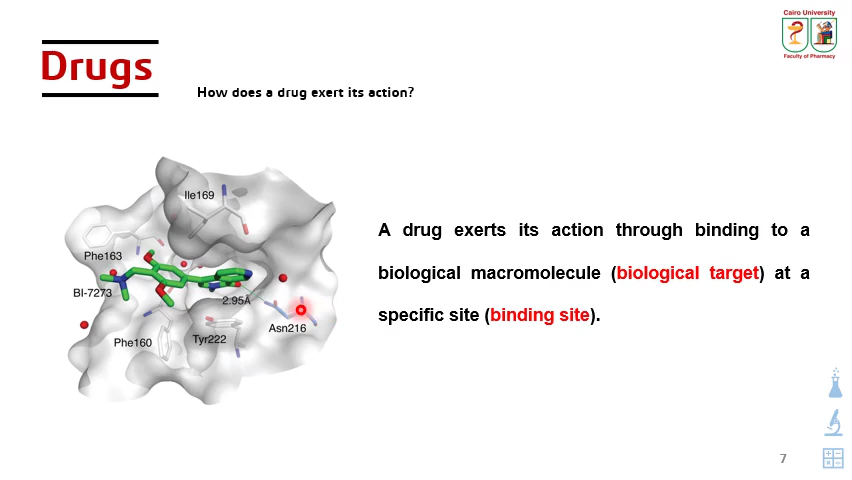 Cairo University
Faculty of Pharmacy
Drugs
How does a drug exert its action?
Ile169
Phe163
BI-7273
2.95Å
Asn216
Phe160
Tyr222
A drug exerts its action through binding to a
biological macromolecule (biological target) at a
specific site (binding site).
7